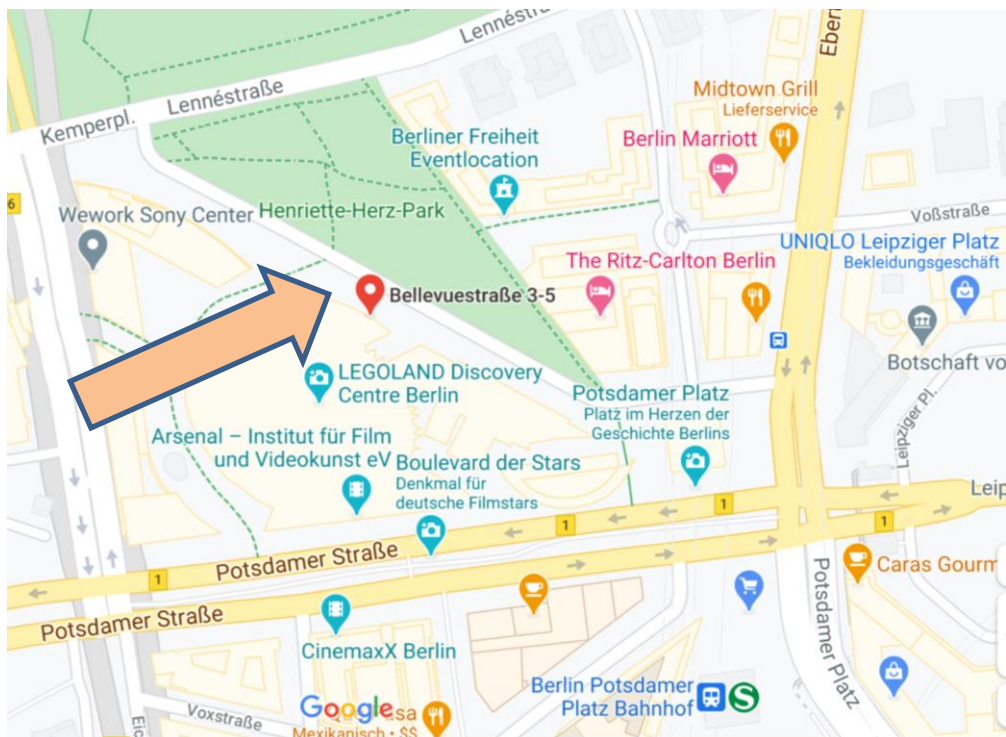 Lennéstraße
Eber
Midtown Grill
Lieferservice
Lennéstraße
Kemperpl.
Berliner Freiheit
Eventlocation
Berlin Marriott
6
Wework Sony Center
Henriette-Herz-Park
Voßstraße
UNIQLO Leipziger Platz
Bekleidungsgeschäft
The Ritz-Carlton Berlin
Bellevuestraße 3-5
Botschaft vo
LEGOLAND Discovery
Centre Berlin
Potsdamer Platz
Platz im Herzen der
Geschichte Berlins
Leipziger Pl.
Arsenal – Institut für Film
und Videokunst eV
Boulevard der Stars
Denkmal für
deutsche Filmstars
Leip
1
1
1
Potsdamer Straße
1
Caras Gourm
Potsdamer Straße
Potsdamer Platz
CinemaxX Berlin
Berlin Potsdamer
Platz Bahnhof
S
Voxstraße
Eic
Google
asa
Mexikanisch • $$